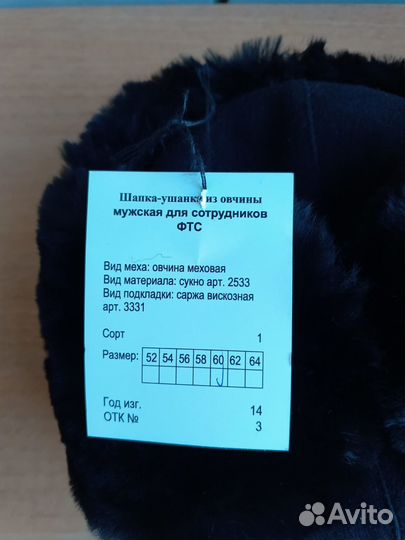 Шапка-ушанка из овчины
мужская для сотрудников
ФТС
Вид меха: овчина меховая
Вид материала: сукно арт. 2533
Вид подкладки: саржа вискозная
арт. 3331
Сорт 1
Размер: 52 54 56 58 60 62 64
Год изг. 14
ОТК № 3
Avito